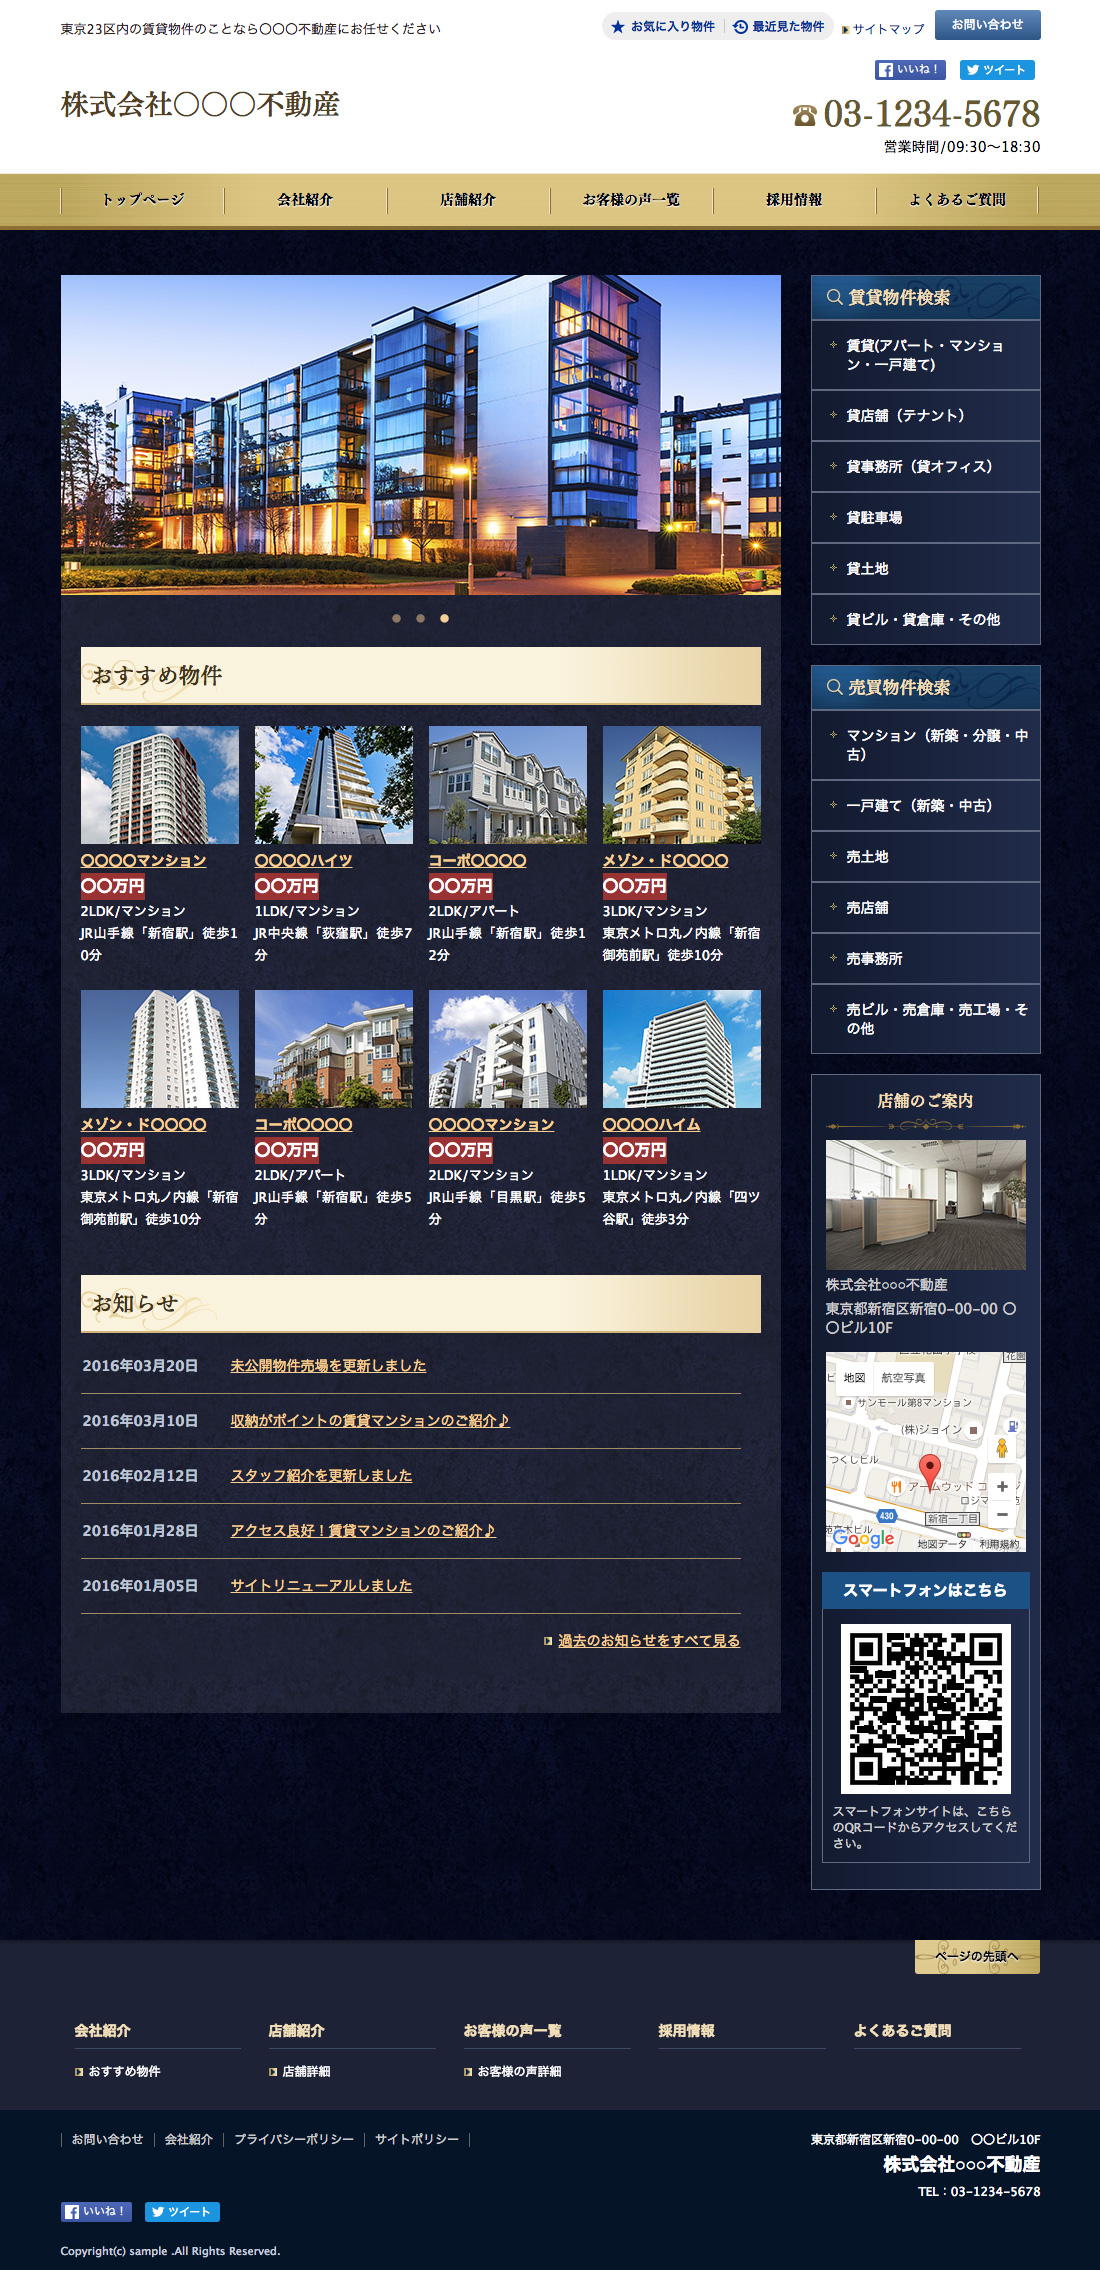 東京23区内の賃貸物件のことなら〇〇〇不動産にお任せください
お気に入り物件
最近見た物件
サイトマップ
お問い合わせ
いいね！
ツイート
株式会社〇〇〇不動産
03-1234-5678
営業時間/09:30〜18:30
トップページ
会社紹介
店舗紹介
お客様の声一覧
採用情報
よくあるご質問
おすすめ物件
〇〇〇〇マンション
〇〇万円
2LDK/マンション
JR山手線「新宿駅」徒歩1
0分
〇〇〇〇ハイツ
〇〇万円
1LDK/マンション
JR中央線「荻窪駅」徒歩7
分
コーポ〇〇〇〇
〇〇万円
2LDK/アパート
JR山手線「新宿駅」徒歩1
2分
メゾン・ド〇〇〇〇
〇〇万円
3LDK/マンション
東京メトロ丸ノ内線「新宿
御苑前駅」徒歩10分
メゾン・ド〇〇〇〇
〇〇万円
3LDK/マンション
東京メトロ丸ノ内線「新宿
御苑前駅」徒歩10分
コーポ〇〇〇〇
〇〇万円
2LDK/アパート
JR山手線「新宿駅」徒歩5
分
〇〇〇〇マンション
〇〇万円
2LDK/マンション
JR山手線「目黒駅」徒歩5
分
〇〇〇〇ハイム
〇〇万円
1LDK/マンション
東京メトロ丸ノ内線「四ツ
谷駅」徒歩3分
お知らせ
2016年03月20日 未公開物件売場を更新しました
2016年03月10日 収納がポイントの賃貸マンションのご紹介♪
2016年02月12日 スタッフ紹介を更新しました
2016年01月28日 アクセス良好！賃貸マンションのご紹介♪
2016年01月05日 サイトリニューアルしました
過去のお知らせをすべて見る
賃貸物件検索
賃貸(アパート・マンショ
ン・一戸建て)
貸店舗（テナント）
貸事務所（貸オフィス）
貸駐車場
貸土地
貸ビル・貸倉庫・その他
売買物件検索
マンション（新築・分譲・中
古）
一戸建て（新築・中古）
売土地
売店舗
売事務所
売ビル・売倉庫・売工場・そ
の他
店舗のご案内
株式会社○○○不動産
東京都新宿区新宿0-00-00 〇
〇ビル10F
地図
航空写真
サンモール第8マンション
(株)ジョイン
つくしビル
アームウッド
新宿一丁目
430
Google
地図データ
利用規約
スマートフォンはこちら
スマートフォンサイトは、こちら
のQRコードからアクセスしてくだ
さい。
ページの先頭へ
会社紹介
おすすめ物件
店舗紹介
店舗詳細
お客様の声一覧
お客様の声詳細
採用情報
よくあるご質問
お問い合わせ
会社紹介
プライバシーポリシー
サイトポリシー
東京都新宿区新宿0-00-00　〇〇ビル10F
株式会社○○○不動産
TEL：03-1234-5678
いいね！
ツイート
Copyright(c) sample .All Rights Reserved.